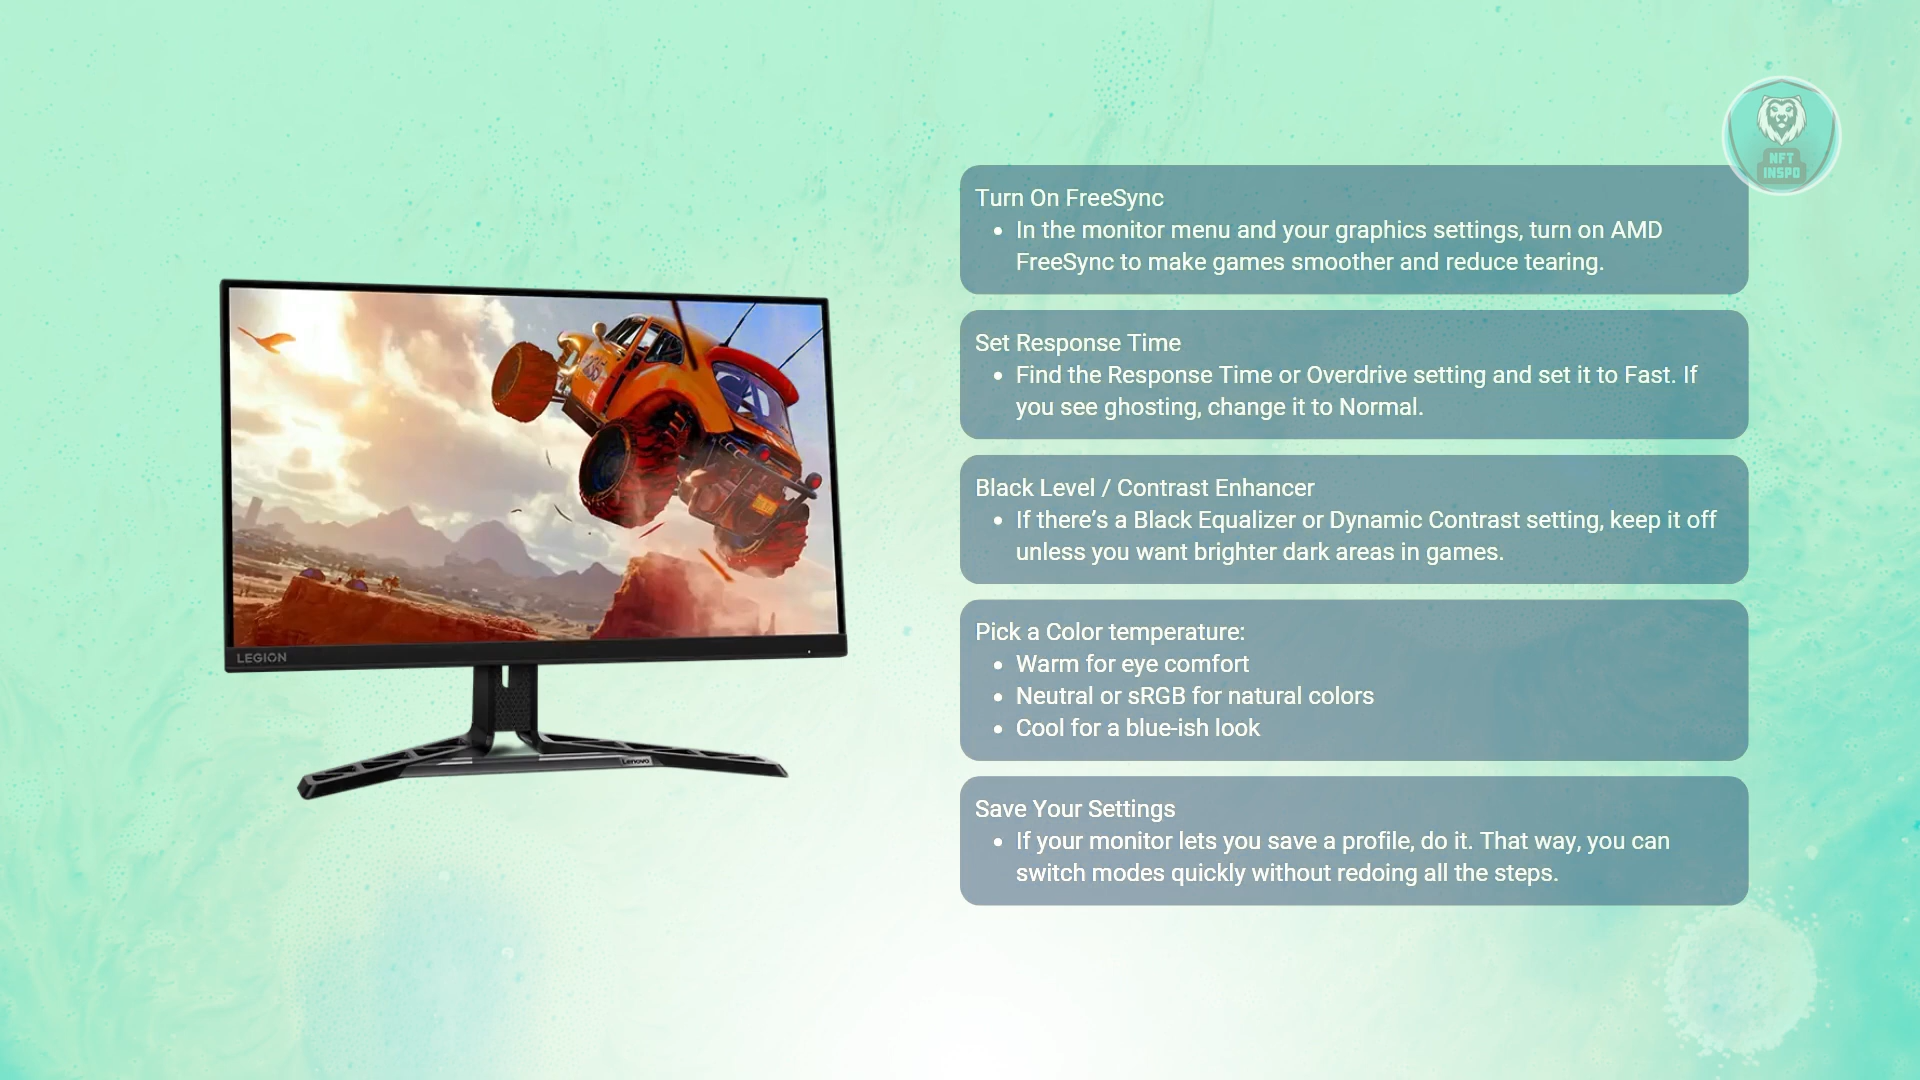 NFT
INSPO
Turn On FreeSync
• In the monitor menu and your graphics settings, turn on AMD
FreeSync to make games smoother and reduce tearing.
Set Response Time
• Find the Response Time or Overdrive setting and set it to Fast. If
you see ghosting, change it to Normal.
Black Level / Contrast Enhancer
• If there’s a Black Equalizer or Dynamic Contrast setting, keep it off
unless you want brighter dark areas in games.
Pick a Color temperature:
• Warm for eye comfort
• Neutral or sRGB for natural colors
• Cool for a blue-ish look
Save Your Settings
• If your monitor lets you save a profile, do it. That way, you can
switch modes quickly without redoing all the steps.
LEGION
Lenovo